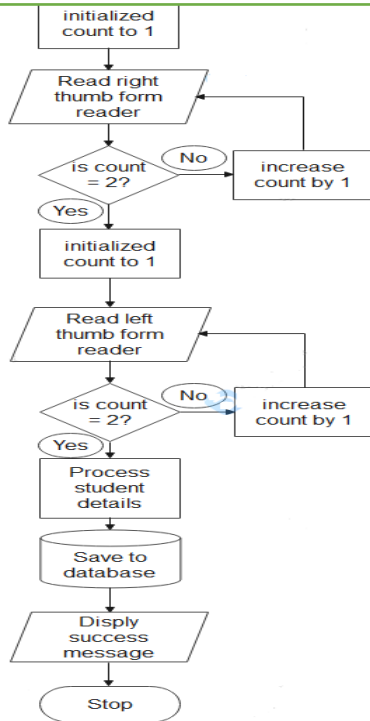 initialized
count to 1
Read right
thumb form
reader
is count
= 2?
No
increase
count by 1
Yes
initialized
count to 1
Read left
thumb form
reader
is count
= 2?
No
increase
count by 1
Yes
Process
student
details
Save to
database
Disply
success
message
Stop